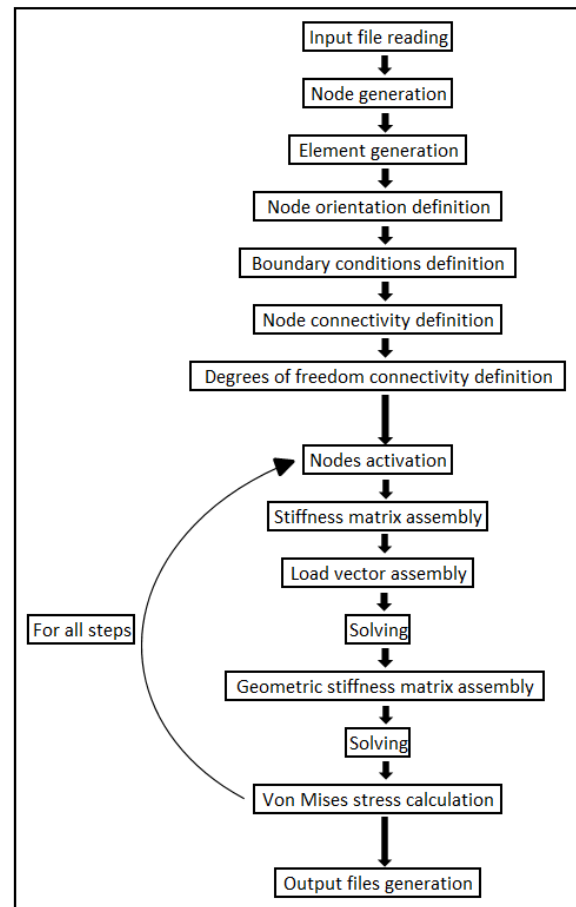 Input file reading
Node generation
Element generation
Node orientation definition
Boundary conditions definition
Node connectivity definition
Degrees of freedom connectivity definition
Nodes activation
Stiffness matrix assembly
Load vector assembly
For all steps
Solving
Geometric stiffness matrix assembly
Solving
Von Mises stress calculation
Output files generation